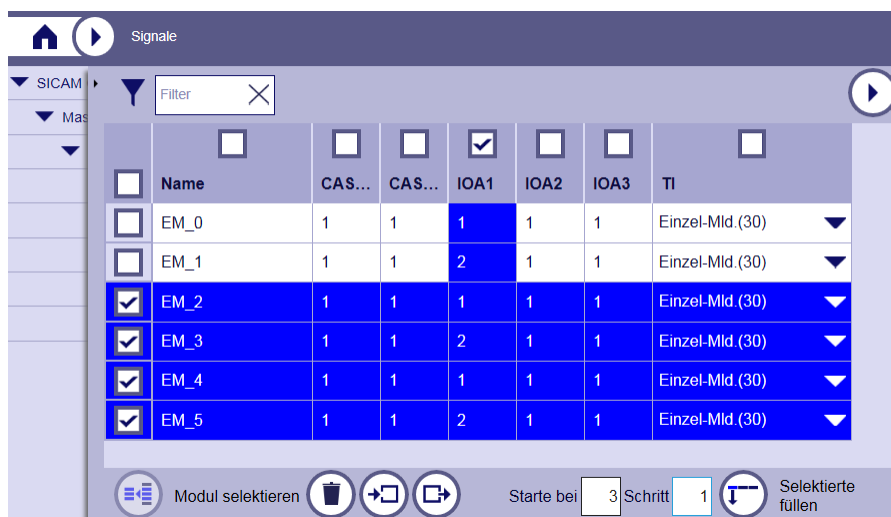 Signale
SICAM
Filter
Mas
Name CAS... CAS... IOA1 IOA2 IOA3 TI
EM_0 1 1 1 1 1 Einzel-Mld.(30)
EM_1 1 1 2 1 1 Einzel-Mld.(30)
EM_2 1 1 1 1 1 Einzel-Mld.(30)
EM_3 1 1 2 1 1 Einzel-Mld.(30)
EM_4 1 1 1 1 1 Einzel-Mld.(30)
EM_5 1 1 2 1 1 Einzel-Mld.(30)
Modul selektieren Starte bei 3 Schritt 1 Selektierte
füllen